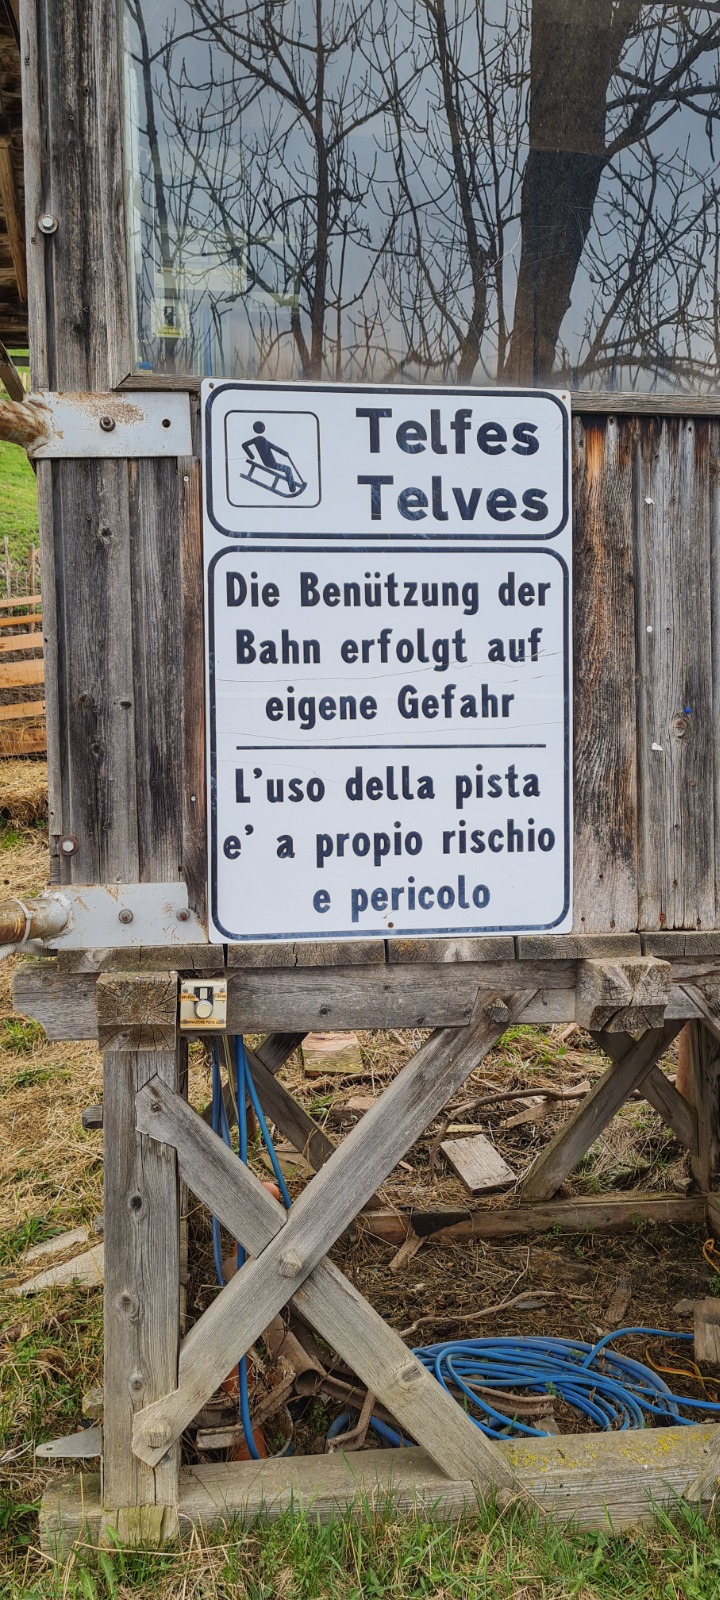 Telfes
Telves
Die Benützung der
Bahn erfolgt auf
eigene Gefahr
L'uso della pista
e' a propio rischio
e pericolo